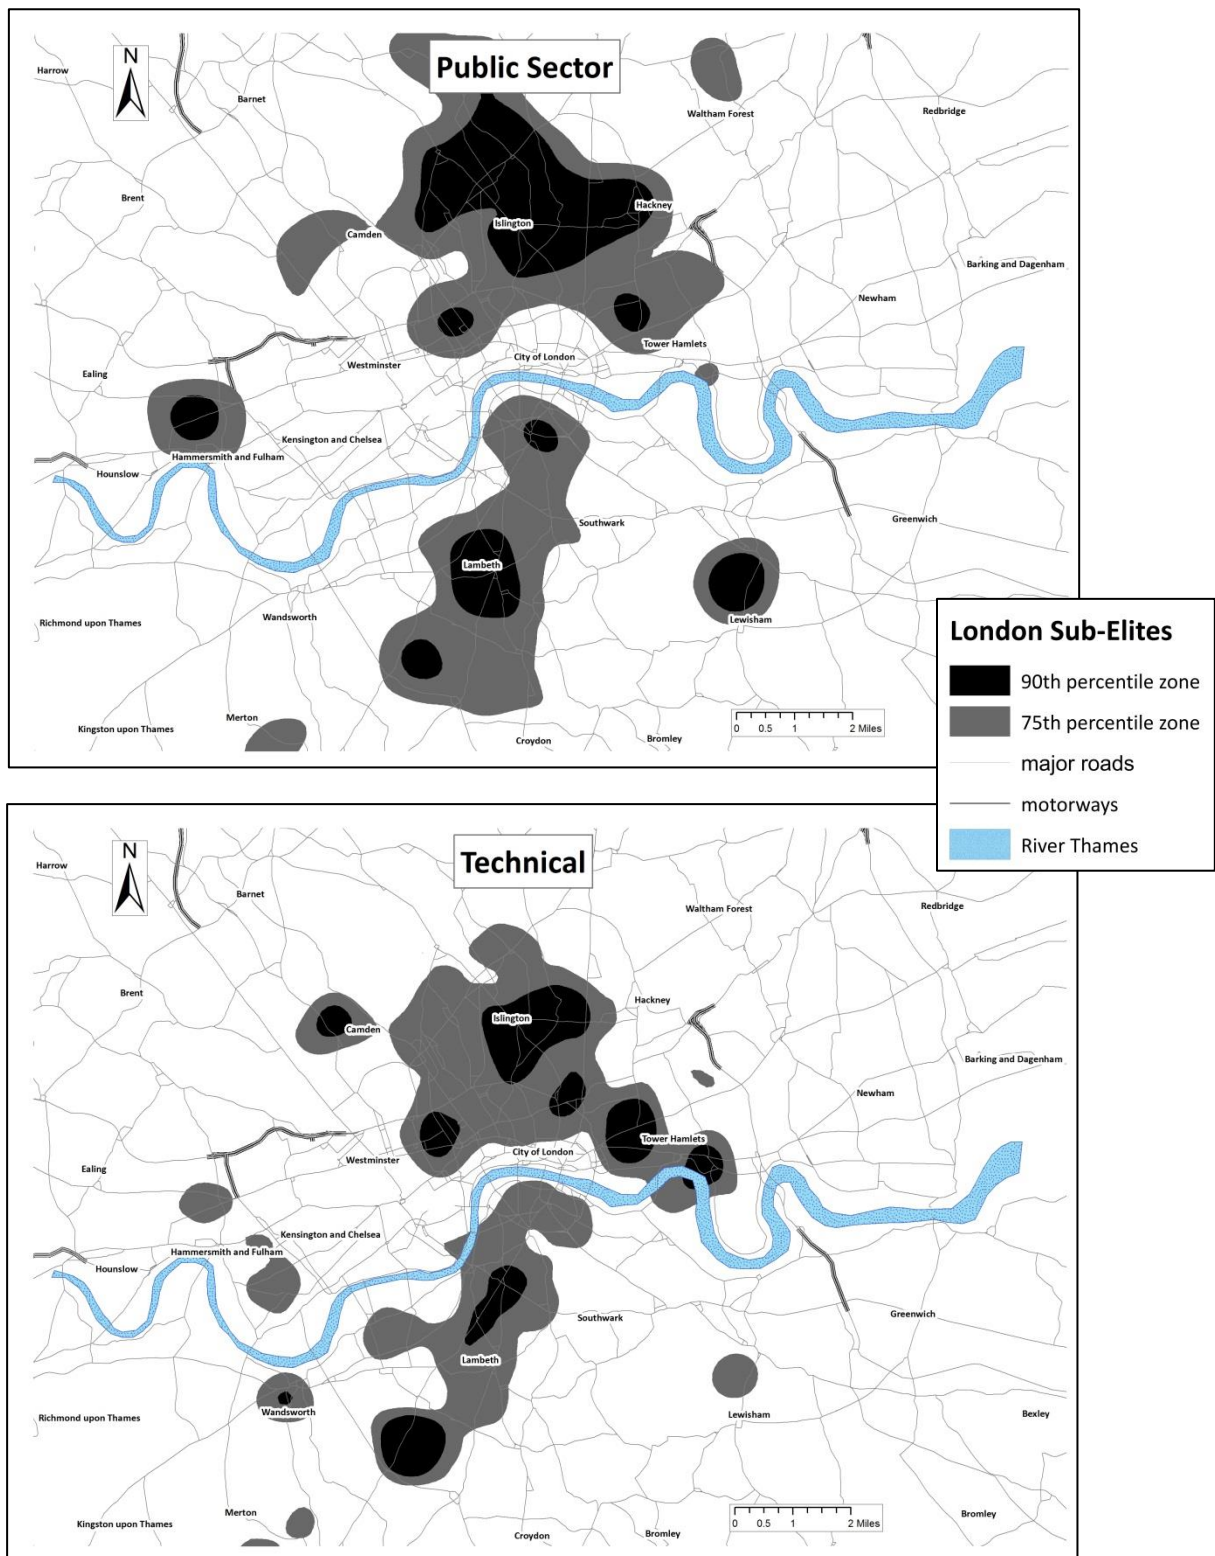 Public Sector
N
Harrow
Barnet
Waltham Forest
Redbridge
Brent
Hackney
Islington
Camden
Barking and Dagenham
Newham
Tower Hamlets
City of London
Westminster
Ealing
Kensington and Chelsea
Hammersmith and Fulham
Hounslow
Southwark
Greenwich
Lambeth
Wandsworth
Lewisham
Richmond upon Thames
Merton
Kingston upon Thames
Croydon
Bromley
0 0.5 1 2 Miles
London Sub-Elites
90th percentile zone
75th percentile zone
major roads
motorways
River Thames
Technical
N
Harrow
Barnet
Waltham Forest
Redbridge
Brent
Hackney
Islington
Camden
Barking and Dagenham
Newham
Tower Hamlets
City of London
Westminster
Ealing
Kensington and Chelsea
Hammersmith and Fulham
Hounslow
Greenwich
Southwark
Lambeth
Wandsworth
Lewisham
Bexley
Richmond upon Thames
Merton
Kingston upon Thames
Croydon
Bromley
Bromley
0 0.5 1 2 Miles